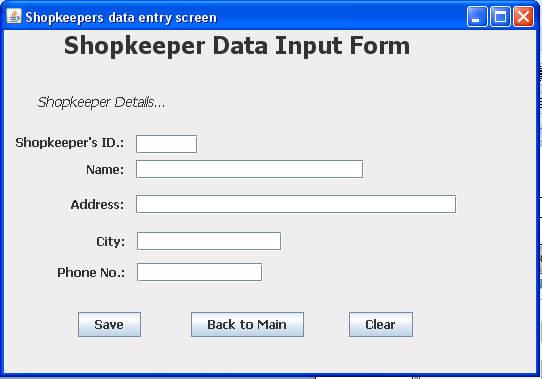 Shopkeepers data entry screen
Shopkeeper Data Input Form
Shopkeeper Details...
Shopkeeper's ID.:
Name:
Address:
City:
Phone No.:
Save Back to Main Clear